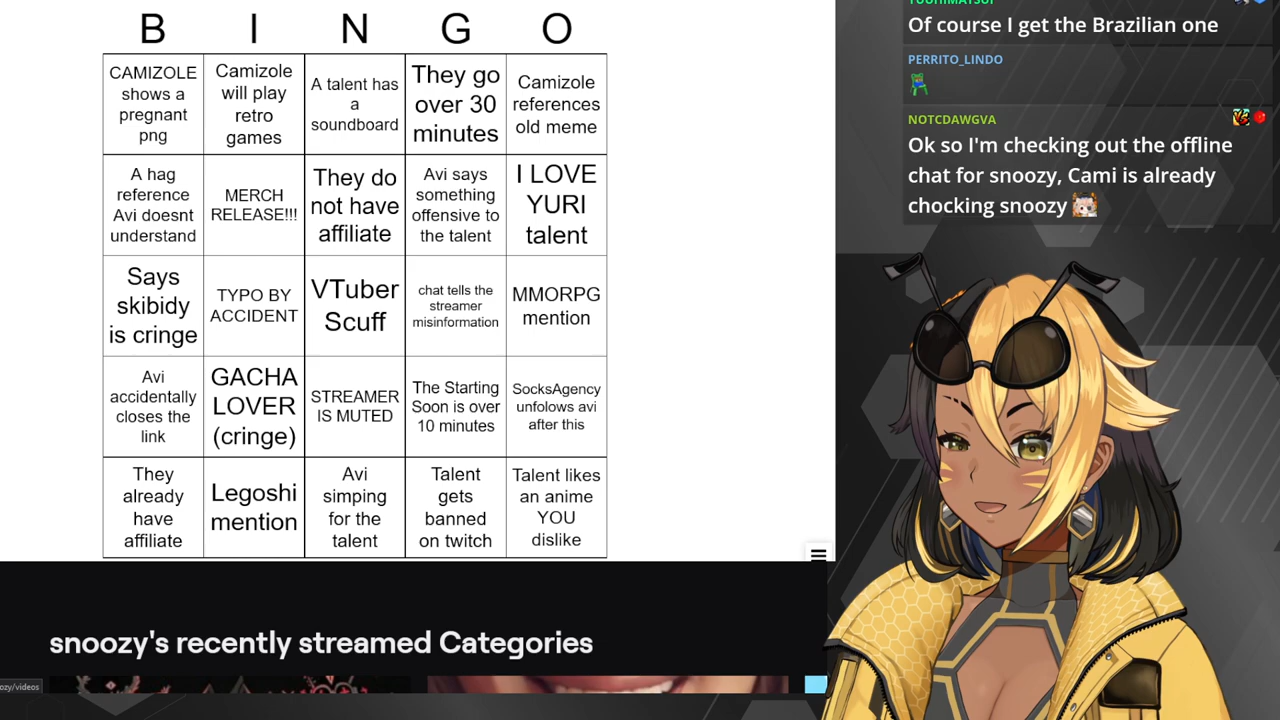 B I N G O
CAMIZOLE
shows a
pregnant
png
Camizole
will play
retro
games
A talent has
a
soundboard
They go
over 30
minutes
Camizole
references
old meme
A hag
reference
Avi doesnt
understand
MERCH
RELEASE!!!
They do
not have
affiliate
Avi says
something
offensive to
the talent
I LOVE
YURI
talent
Says
skibidy
is cringe
TYPO BY
ACCIDENT
VTuber
Scuff
chat tells the
streamer
misinformation
MMORPG
mention
Avi
accidentally
closes the
link
GACHA
LOVER
(cringe)
STREAMER
IS MUTED
The Starting
Soon is over
10 minutes
SocksAgency
unfolows avi
after this
They
already
have
affiliate
Legoshi
mention
Avi
simping
for the
talent
Talent
gets
banned
on twitch
Talent likes
an anime
YOU
dislike
snoozy's recently streamed Categories
ozy/videos
Of course I get the Brazilian one
PERRITO_LINDO
NOTCDAWGVA
Ok so I'm checking out the offline
chat for snoozy, Cami is already
chocking snoozy